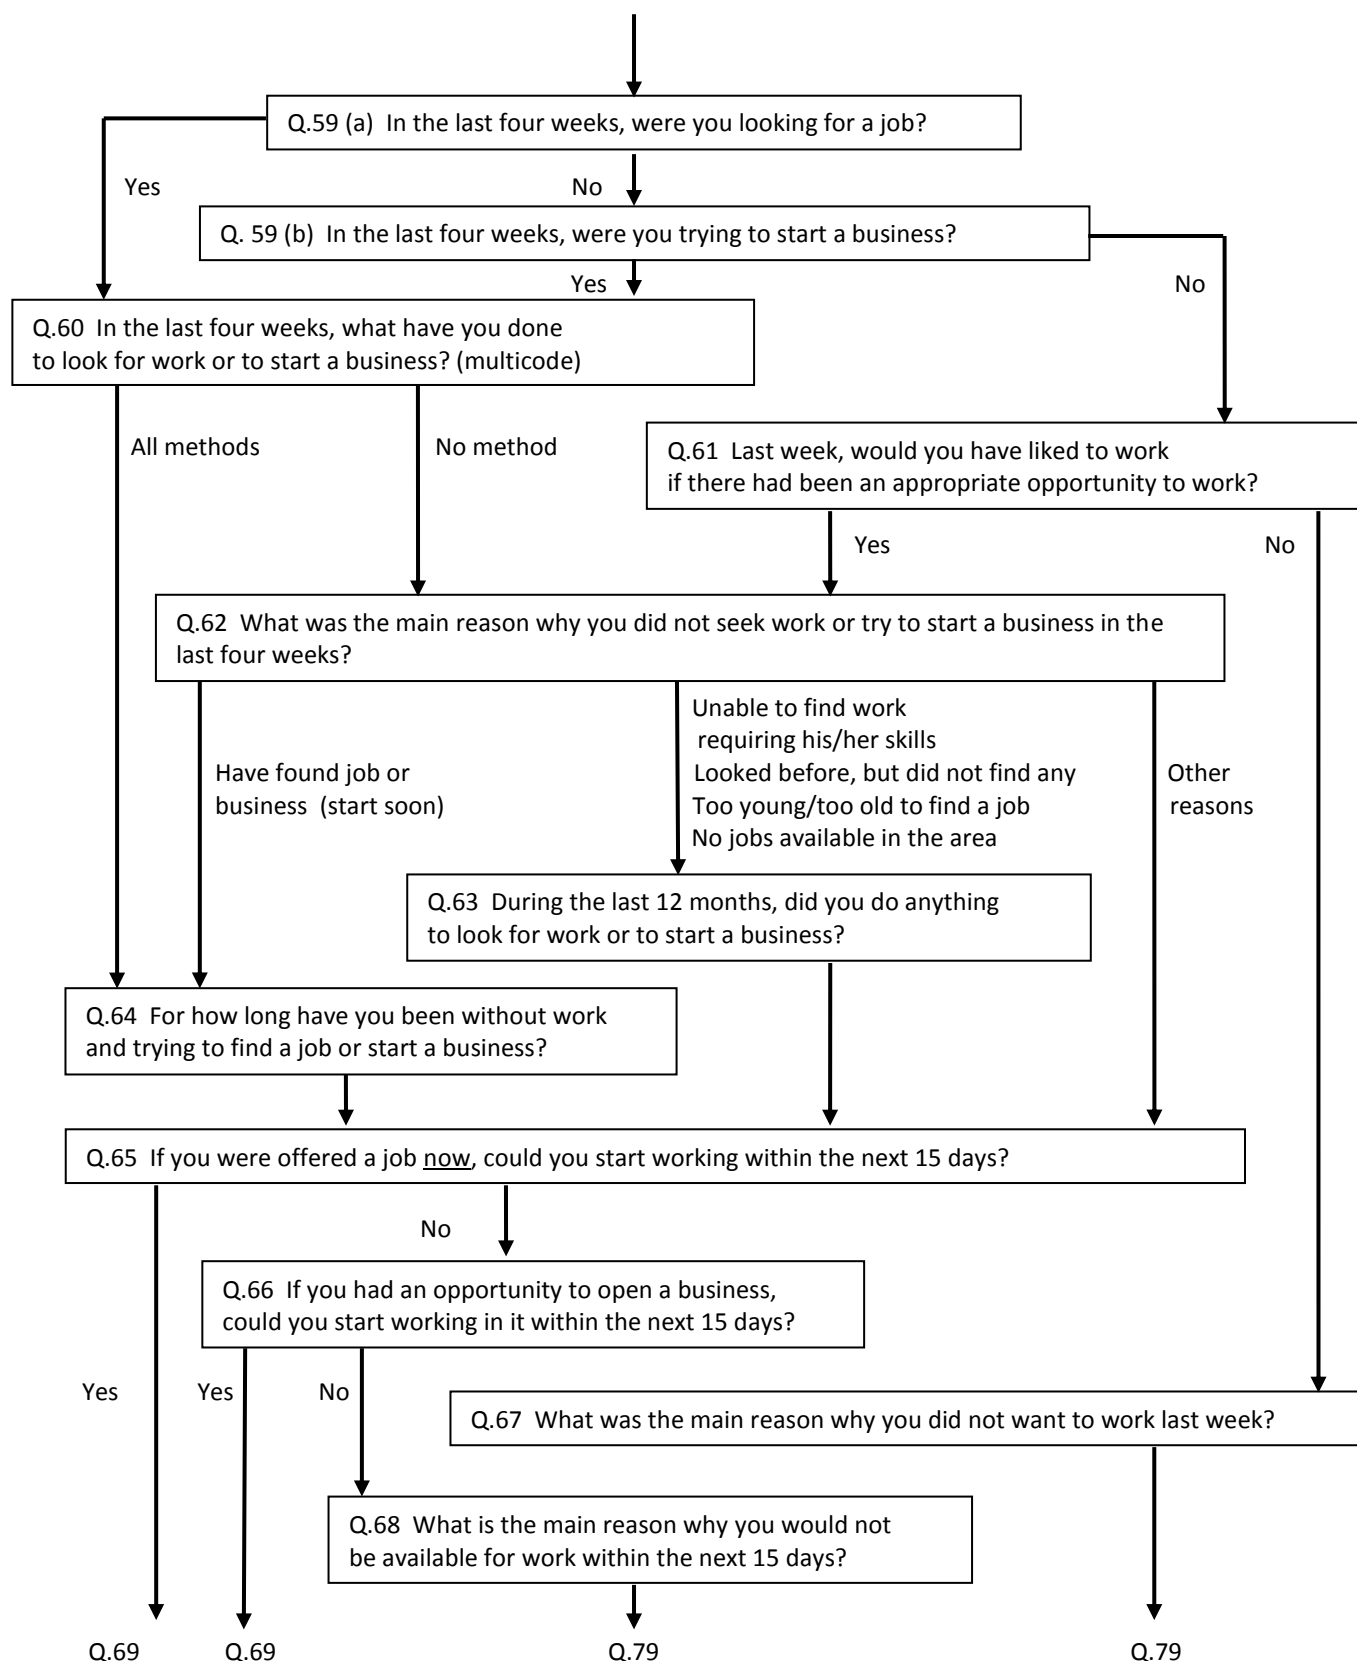 Q.59 (a) In the last four weeks, were you looking for a job?
Yes
No
Q. 59 (b) In the last four weeks, were you trying to start a business?
Yes
No
Q.60 In the last four weeks, what have you done
to look for work or to start a business? (multicode)
All methods
No method
Q.61 Last week, would you have liked to work
if there had been an appropriate opportunity to work?
Yes
No
Q.62 What was the main reason why you did not seek work or try to start a business in the
last four weeks?
Have found job or
business (start soon)
Unable to find work
requiring his/her skills
Looked before, but did not find any
Too young/too old to find a job
No jobs available in the area
Other
reasons
Q.63 During the last 12 months, did you do anything
to look for work or to start a business?
Q.64 For how long have you been without work
and trying to find a job or start a business?
Q.65 If you were offered a job now, could you start working within the next 15 days?
No
Q.66 If you had an opportunity to open a business,
could you start working in it within the next 15 days?
Yes
Yes
No
Q.67 What was the main reason why you did not want to work last week?
Q.68 What is the main reason why you would not
be available for work within the next 15 days?
Q.69
Q.69
Q.79
Q.79